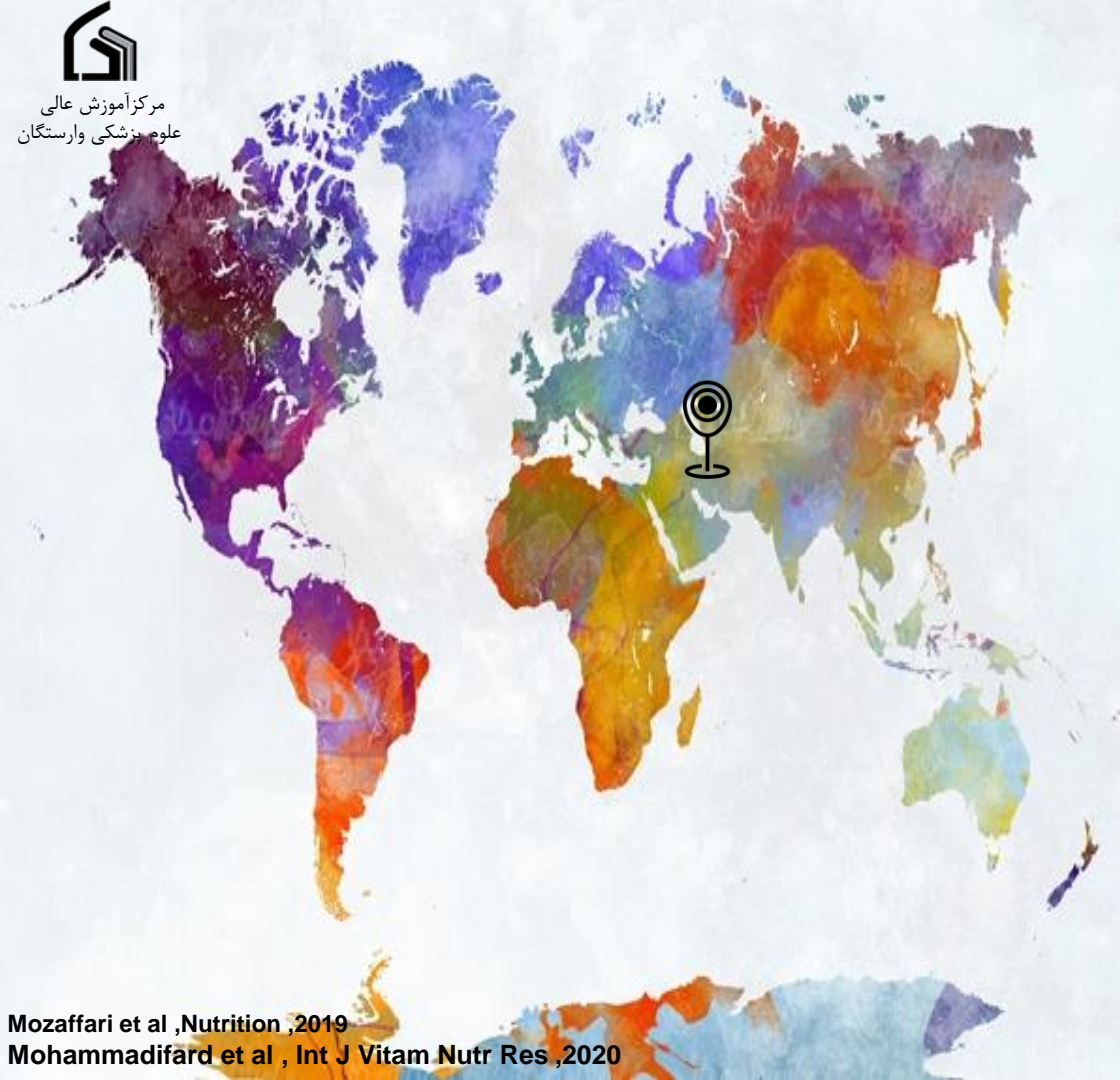 مرکزآموزش عالی
علوم پزشکی وارستگان
Mozaffari et al ,Nutrition ,2019
Mohammadifard et al , Int J Vitam Nutr Res ,2020